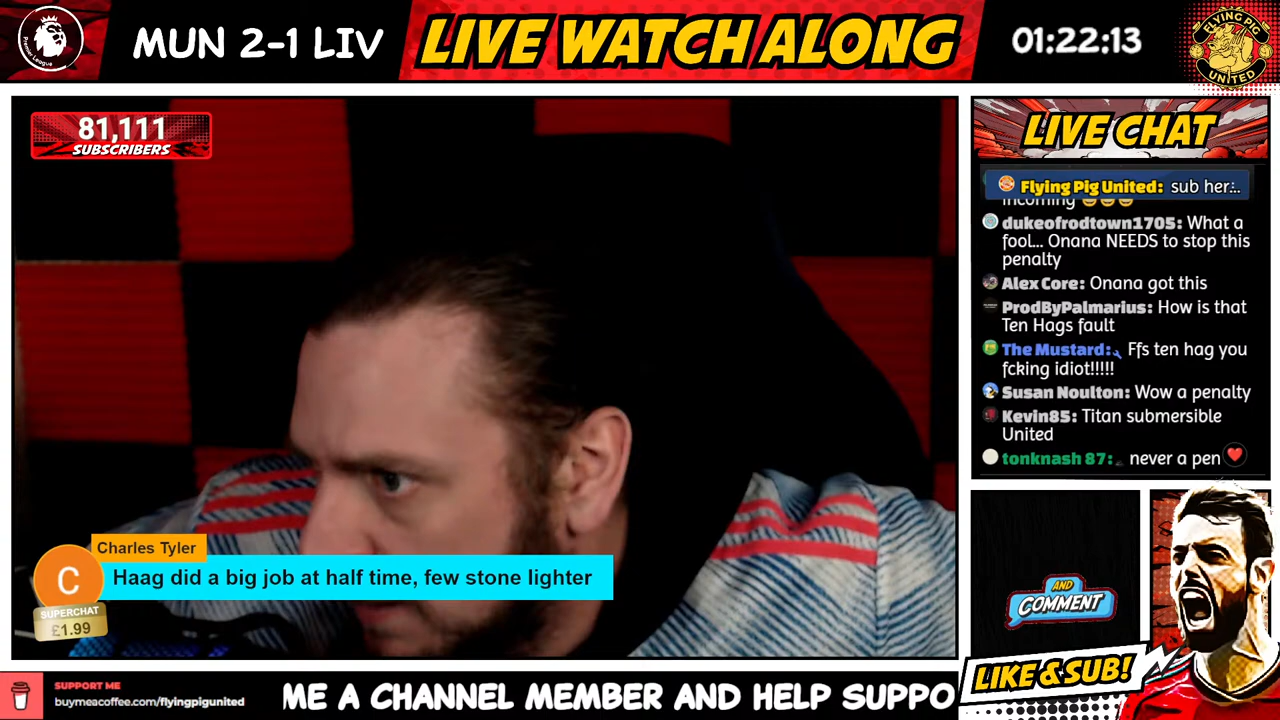 MUN 2-1 LIV
LIVE WATCH ALONG
01:22:13
Premier League
FLYING PIG
UNITED
81,111
SUBSCRIBERS
LIVE CHAT
Flying Pig United: sub her...
incoming
dukeofrodtown1705: What a
fool... Onana NEEDS to stop this
penalty
Alex Core: Onana got this
ProdByPalmarius: How is that
Ten Hags fault
The Mustard: Ffs ten hag you
fcking idiot!!!!!
Susan Noulton: Wow a penalty
Kevin85: Titan submersible
United
tonknash 87: never a pen
Charles Tyler
C
Haag did a big job at half time, few stone lighter
SUPERCHAT
£1.99
AND
COMMENT
LIKE & SUB!
SUPPORT ME
buymeacoffee.com/flyingpigunited
ME A CHANNEL MEMBER AND HELP SUPPO